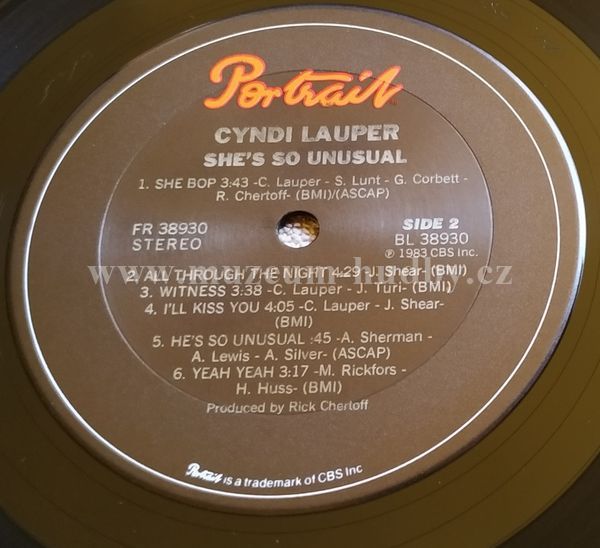 Portrait
CYNDI LAUPER
SHE'S SO UNUSUAL
1. SHE BOP 3:43 -C. Lauper - S. Lunt - G. Corbett -
R. Chertoff- (BMI)/(ASCAP)
FR 38930
STEREO
SIDE 2
BL 38930
℗ 1983 CBS Inc.
2. ALL THROUGH THE NIGHT 4:29 -J. Shear- (BMI)
3. WITNESS 3:38 -C. Lauper - J. Turi- (BMI)
4. I'LL KISS YOU 4:05 -C. Lauper - J. Shear-
(BMI)
5. HE'S SO UNUSUAL :45 -A. Sherman -
A. Lewis - A. Silver- (ASCAP)
6. YEAH YEAH 3:17 -M. Rickfors -
H. Huss- (BMI)
Produced by Rick Chertoff
Portrait is a trademark of CBS Inc